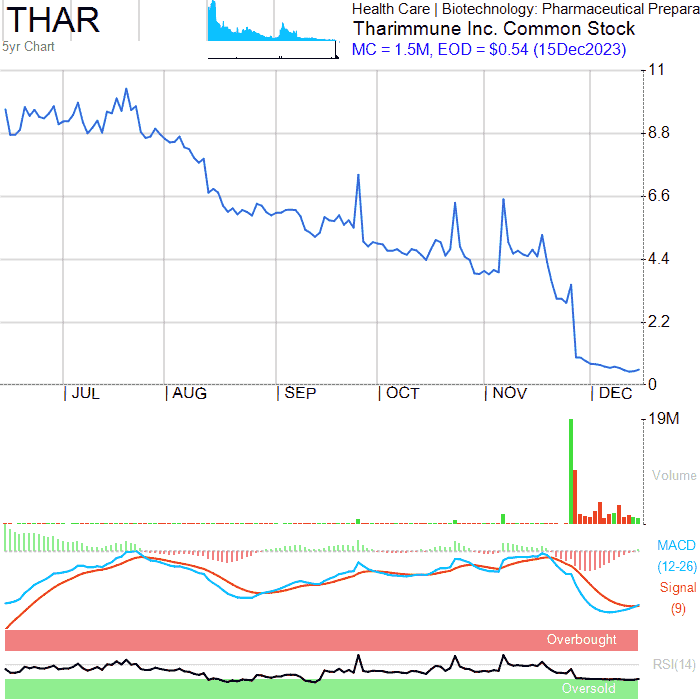 THAR
Health Care | Biotechnology: Pharmaceutical Prepara
Tharimmune Inc. Common Stock
5yr Chart
MC = 1.5M, EOD = $0.54 (15Dec2023)
11
8.8
6.6
4.4
2.2
0
JUL AUG SEP OCT NOV DEC
19M
Volume
MACD
(12-26)
Signal
(9)
Overbought
RSI(14)
Oversold